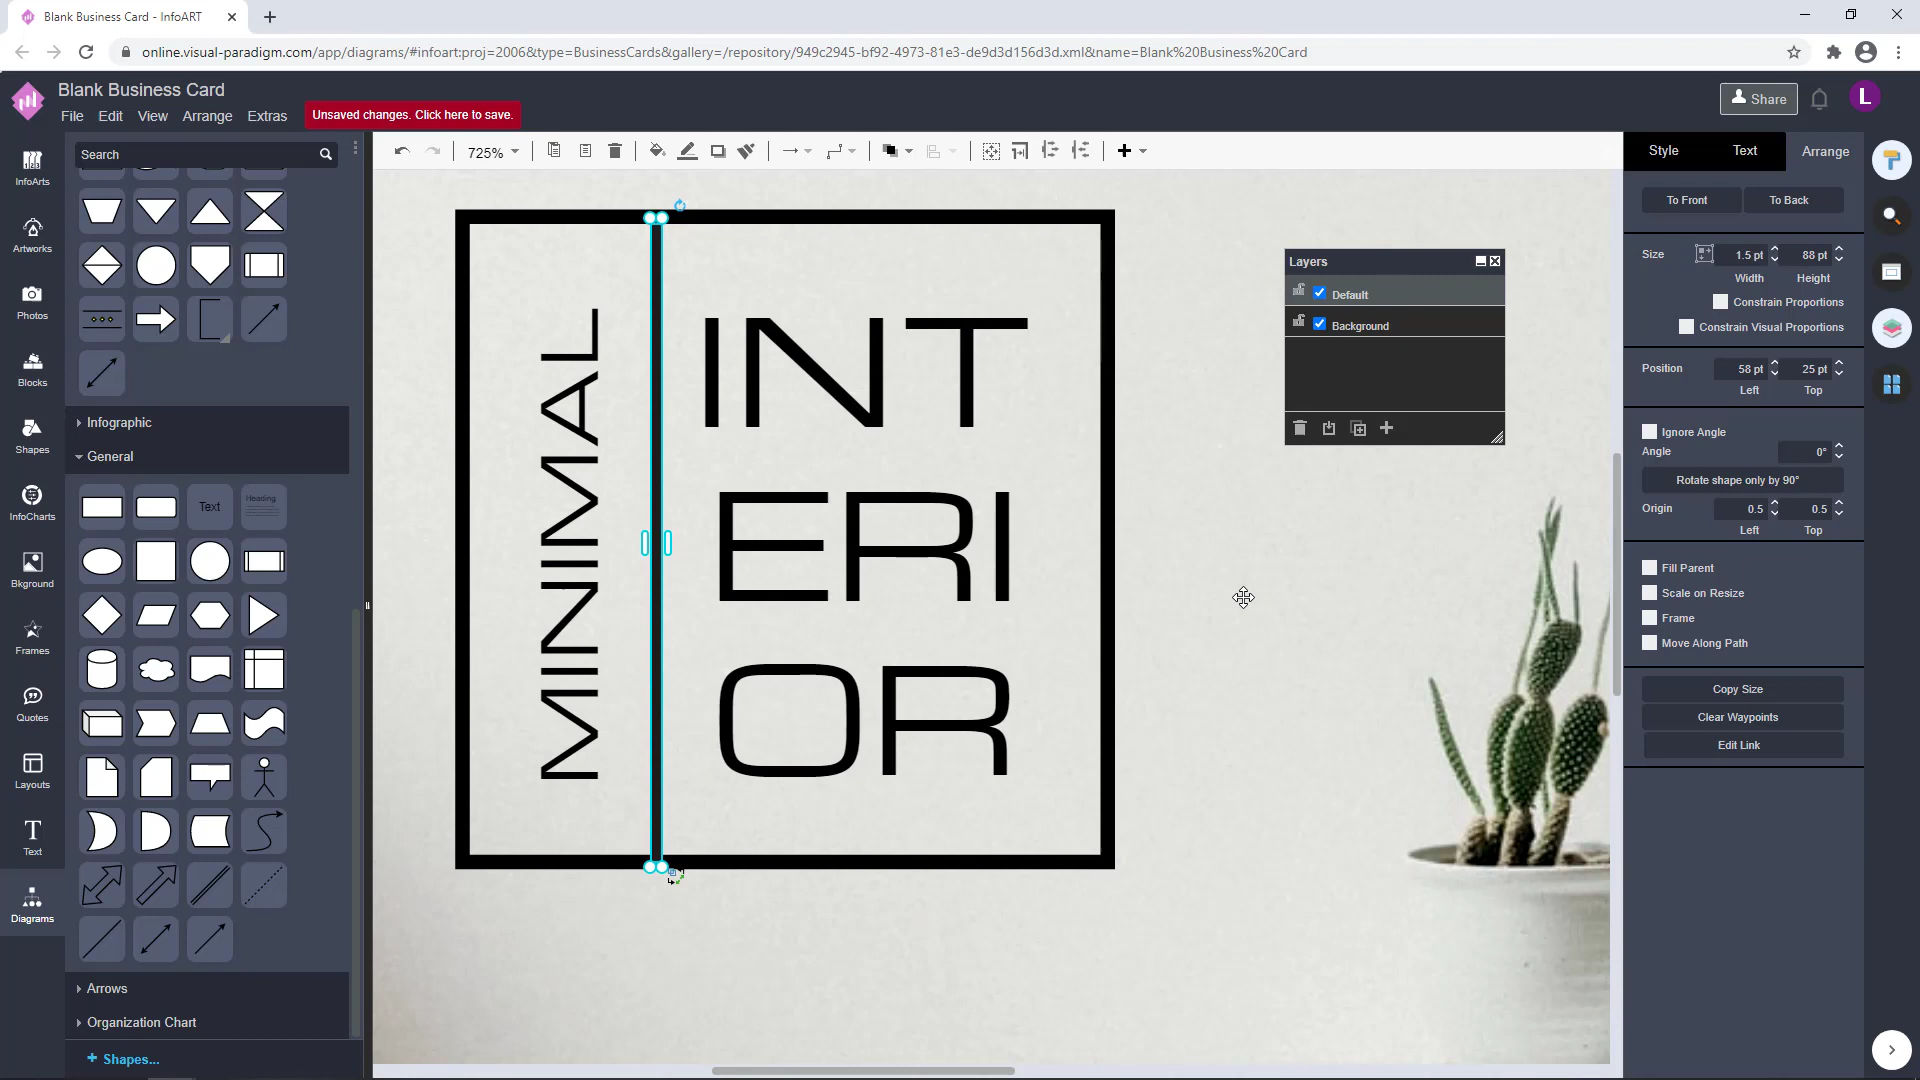 Blank Business Card - InfoART
online.visual-paradigm.com/app/diagrams/#infoart:proj=2006&type=BusinessCards&gallery=/repository/949c2945-bf92-4973-81e3-de9d3d156d3d.xml&name=Blank%20Business%20Card
Blank Business Card
File Edit View Arrange Extras
Unsaved changes. Click here to save.
Share
L
Search
725%
Style Text Arrange
InfoArts
Artworks
Photos
Blocks
Shapes
InfoCharts
Bkground
Frames
Quotes
Layouts
Text
Diagrams
Infographic
General
Text
Heading
Arrows
Organization Chart
+ Shapes...
MINIMAL
INT
ERI
OR
Layers
Default
Background
To Front To Back
Size 1.5 pt 88 pt
Width Height
Constrain Proportions
Constrain Visual Proportions
Position 58 pt 25 pt
Left Top
Ignore Angle
Angle 0°
Rotate shape only by 90°
Origin 0.5 0.5
Left Top
Fill Parent
Scale on Resize
Frame
Move Along Path
Copy Size
Clear Waypoints
Edit Link